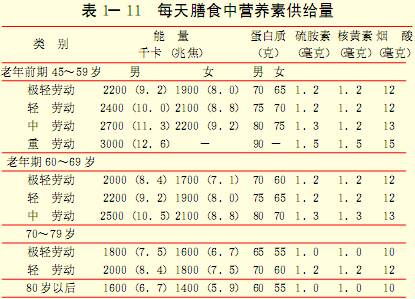 表 1—11 每天膳食中营养素供给量
类 别 能 量 蛋白质 硫胺素 核黄素 烟 酸
千卡 (兆焦) (克) (毫克) (毫克) (毫克)
老年前期 45～59 岁 男 女 男 女
极轻劳动 2200 (9. 2) 1900 (8. 0) 70 65 1. 2 1. 2 12
轻 劳动 2400 (10. 0) 2100 (8. 8) 75 70 1. 2 1. 2 12
中 劳动 2700 (11. 3) 2200 (9. 2) 80 75 1. 3 1. 2 13
重 劳动 3000 (12. 6) — 90 — 1. 5 1. 5 15
老年期 60～69 岁
极轻劳动 2000 (8. 4) 1700 (7. 1) 70 60 1. 2 1. 2 12
轻 劳动 2200 (9. 2) 1900 (8. 0) 75 65 1. 2 1. 2 12
中 劳动 2500 (10. 5) 2100 (8. 8) 80 70 1. 3 1. 3 13
70～79 岁
极轻劳动 1800 (7. 5) 1600 (6. 7) 65 55 1. 0 1. 0 10
轻 劳动 2000 (8. 4) 1800 (7. 5) 70 60 1. 2 1. 2 12
80 岁以后 1600 (6. 7) 1400 (5. 9) 60 55 1. 0 1. 0 10